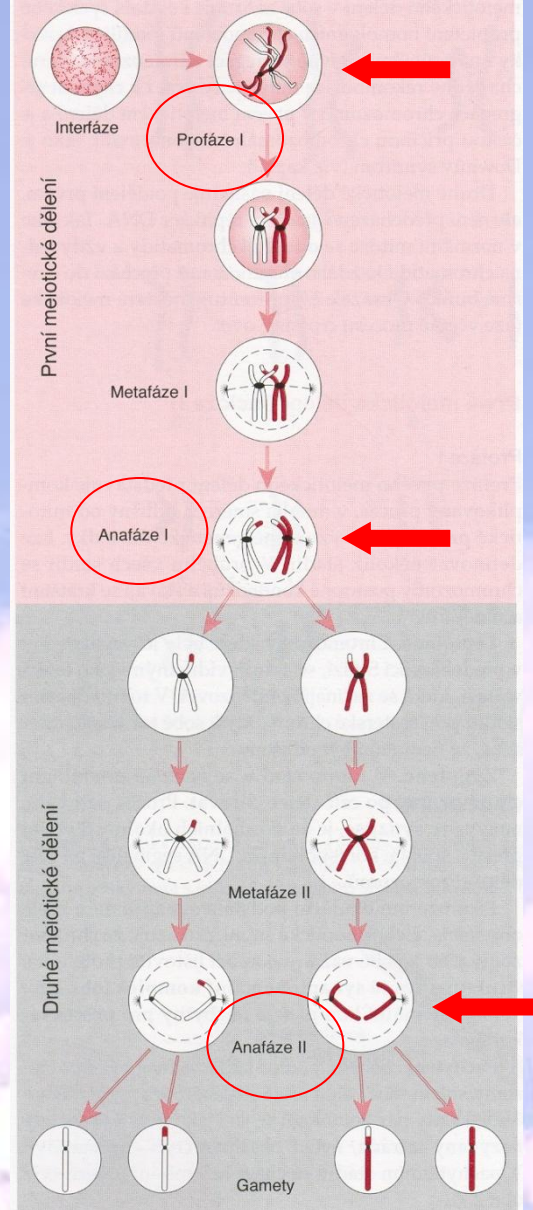 Interfáze
Profáze I
První meiotické dělení
Metafáze I
Anafáze I
Druhé meiotické dělení
Metafáze II
Anafáze II
Gamety